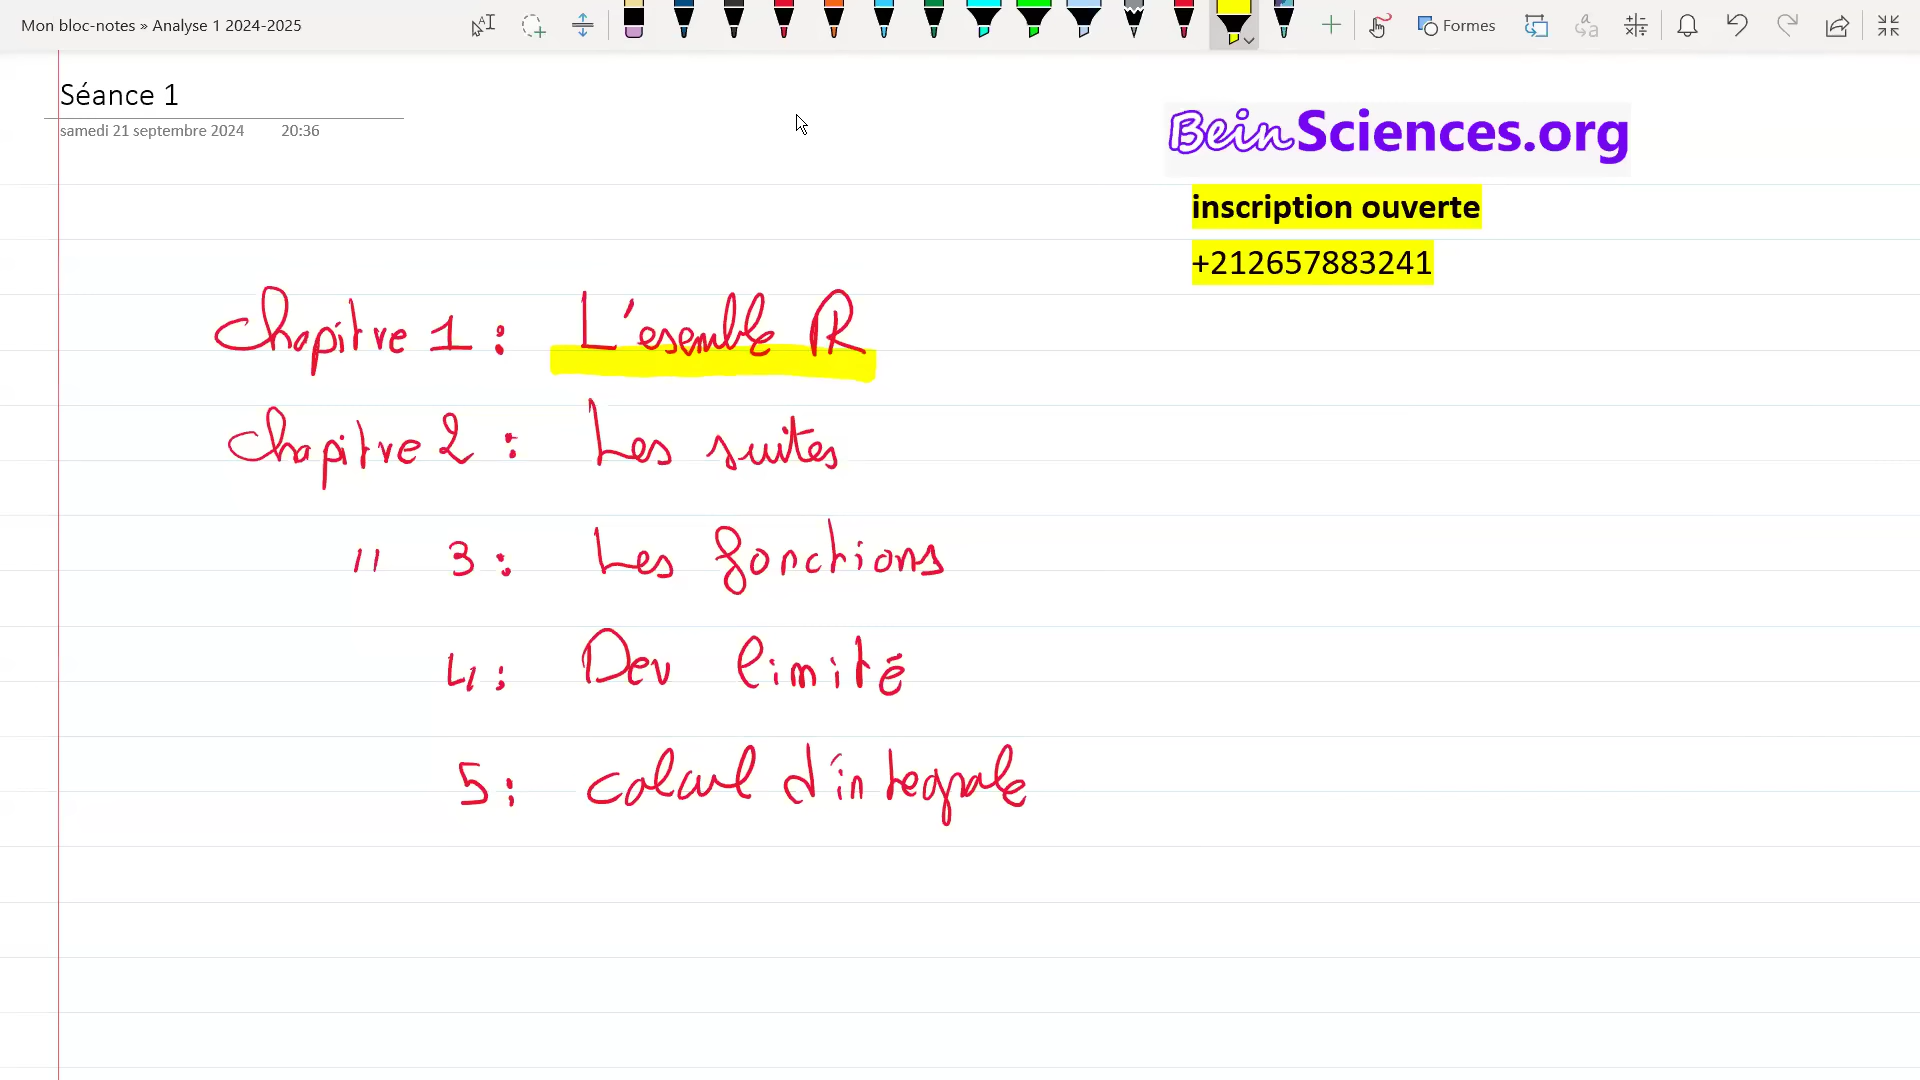 Mon bloc-notes » Analyse 1 2024-2025
Formes
Séance 1
samedi 21 septembre 2024 20:36
BeinSciences.org
inscription ouverte
+212657883241
Chapitre 1 : L'esemble ℝ
Chapitre 2 : Les suites
" 3 : Les fonctions
4 : Dev limité
5 : calcul d'integrale